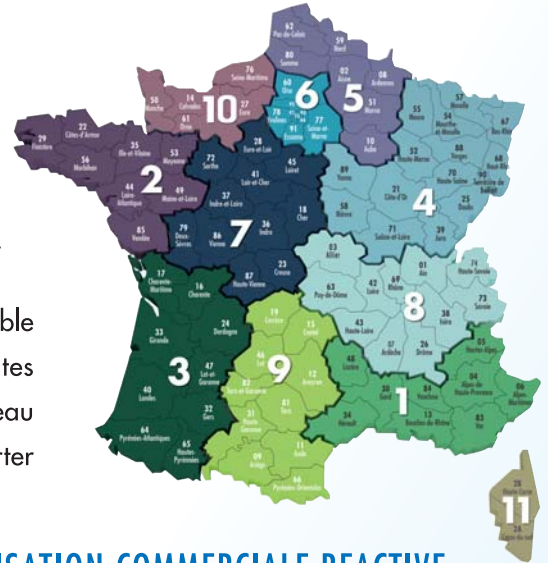 62
Pas-de-Calais
59
Nord
80
Somme
02
Aisne
08
Ardennes
5
51
Marne
10
Aube
76
Seine Maritime
27
Eure
14
Calvados
50
Manche
61
Orne
10
60
Oise
6
78
Yvelines
77
Seine-et-Marne
91
Essonne
29
Finistère
22
Côtes-d'Armor
56
Morbihan
35
Ille-et-Vilaine
53
Mayenne
2
44
Loire-Atlantique
49
Maine-et-Loire
85
Vendée
28
Eure-et-Loir
72
Sarthe
45
Loiret
41
Loir-et-Cher
37
Indre-et-Loire
18
Cher
79
Deux-Sèvres
86
Vienne
7
36
Indre
23
Creuse
87
Haute-Vienne
55
Meuse
57
Moselle
54
Meurthe-et-Moselle
67
Bas-Rhin
52
Haute-Marne
88
Vosges
68
Haut-Rhin
89
Yonne
70
Haute-Saône
90
Territoire de Belfort
21
Côte-d'Or
4
25
Doubs
58
Nièvre
71
Saône-et-Loire
39
Jura
03
Allier
01
Ain
74
Haute-Savoie
69
Rhône
42
Loire
63
Puy-de-Dôme
8
73
Savoie
38
Isère
43
Haute-Loire
07
Ardèche
26
Drôme
17
Charente-Maritime
16
Charente
24
Dordogne
33
Gironde
3
47
Lot-et-Garonne
40
Landes
32
Gers
64
Pyrénées-Atlantiques
65
Hautes-Pyrénées
19
Corrèze
15
Cantal
46
Lot
9
12
Aveyron
82
Tarn-et-Garonne
81
Tarn
31
Haute Garonne
11
Aude
09
Ariège
66
Pyrénées-Orientales
48
Lozère
30
Gard
84
Vaucluse
1
05
Hautes-Alpes
04
Alpes-de-Haute-Provence
06
Alpes-Maritimes
34
Hérault
13
Bouches-du-Rhône
83
Var
2B
Haute-Corse
11
2A
Corse du sud
ble
tes
eau
ter
ISATION COMMERCIALE REACTIVE